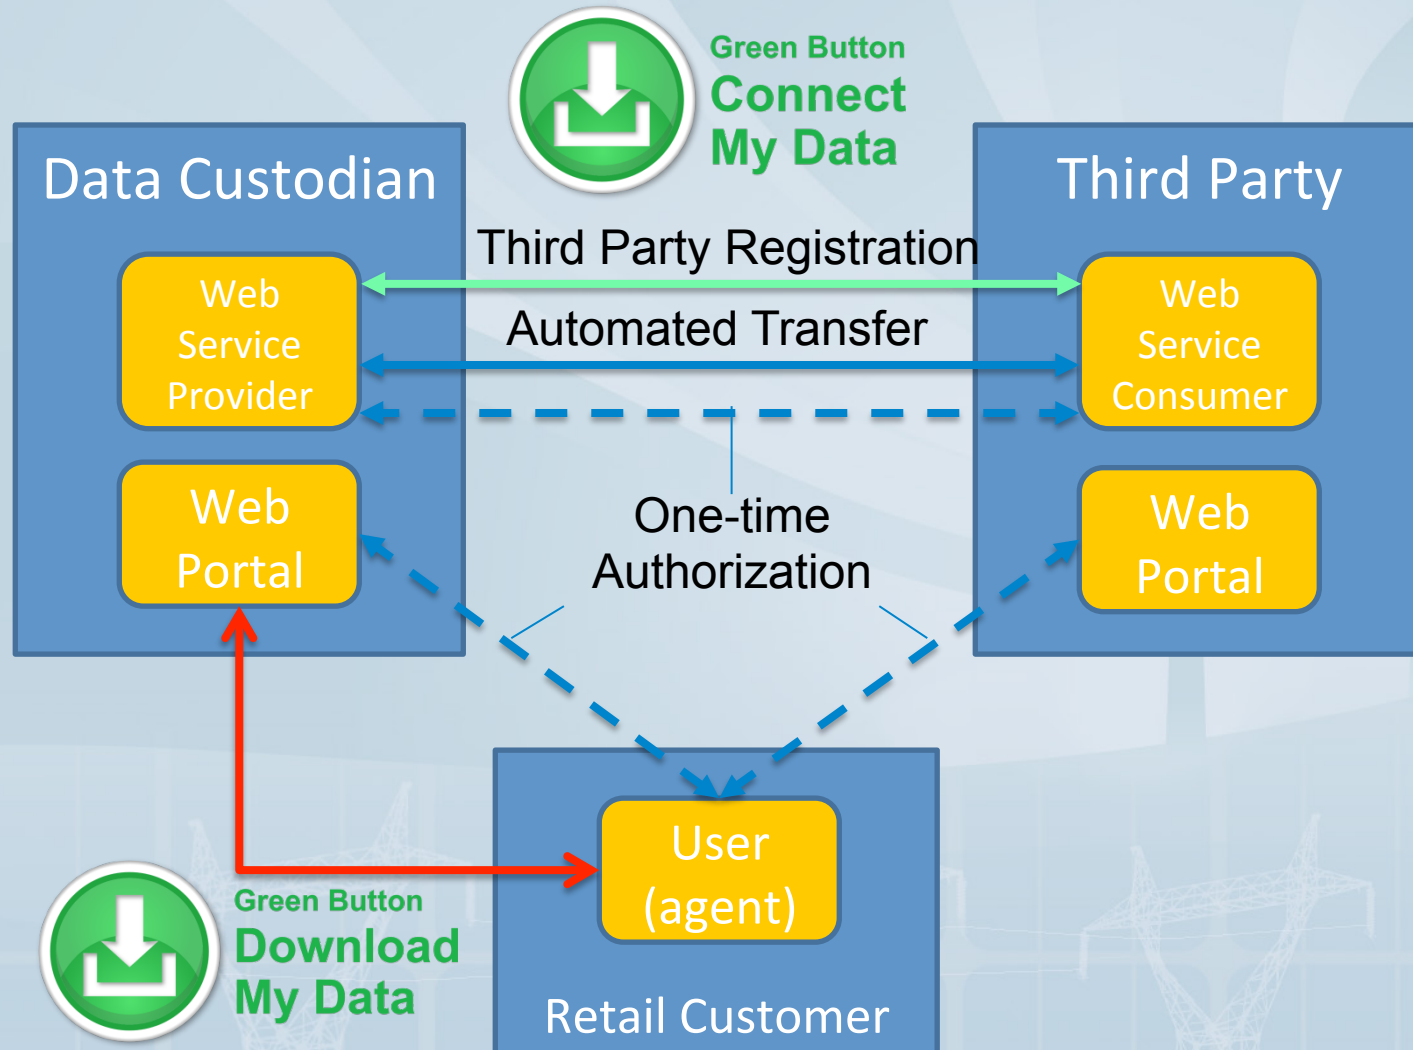 Green Button
Connect
My Data
Data Custodian
Third Party
Third Party Registration
Web
Service
Provider
Automated Transfer
Web
Service
Consumer
Web
Portal
One-time
Authorization
Web
Portal
User
(agent)
Green Button
Download
My Data
Retail Customer